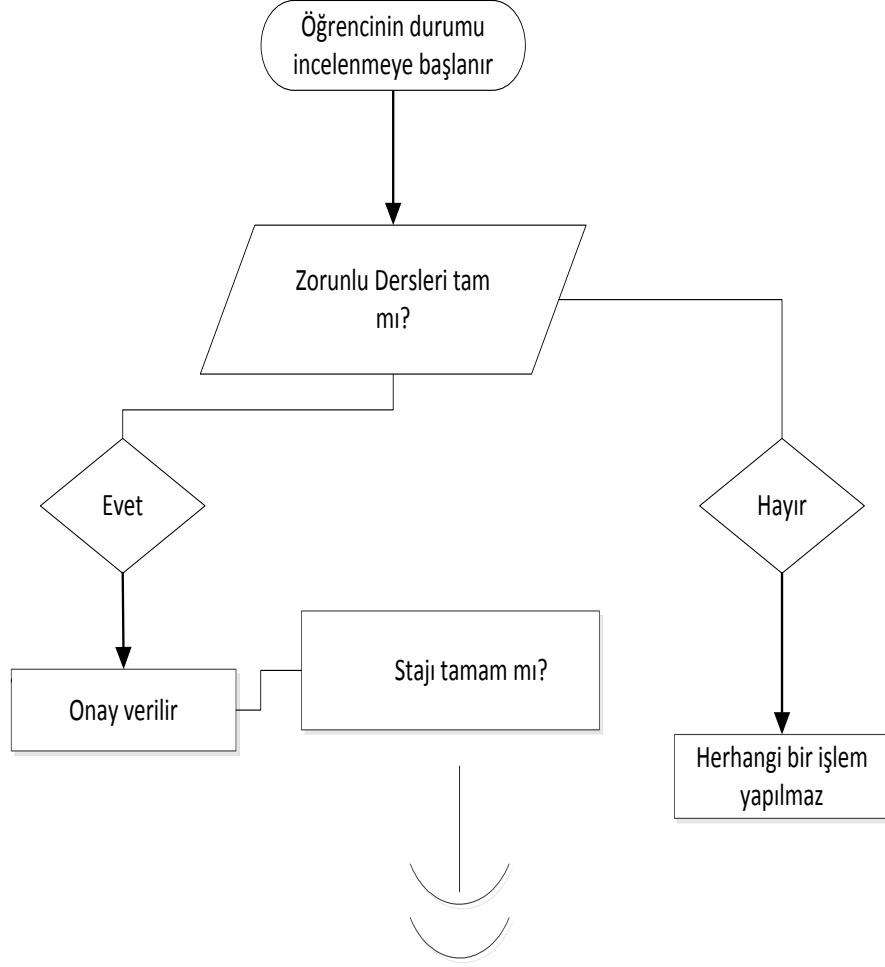 Öğrencinin durumu
incelenmeye başlanır
Zorunlu Dersleri tam
mı?
Evet
Hayır
Stajı tamam mı?
Onay verilir
Herhangi bir işlem
yapılmaz